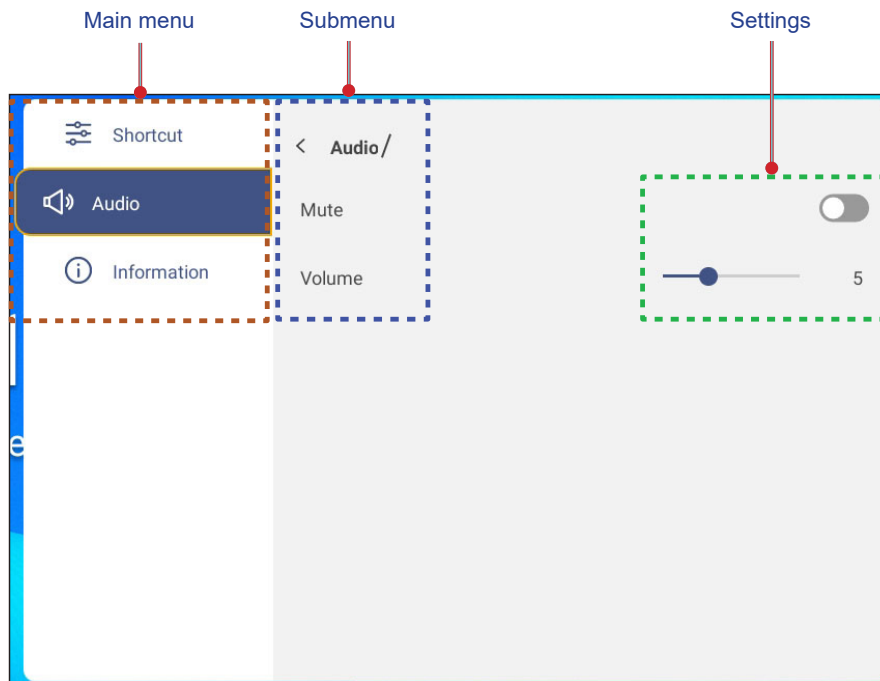 Main menu Submenu Settings
Shortcut
< Audio/
Audio
Mute
Information
Volume 5
e